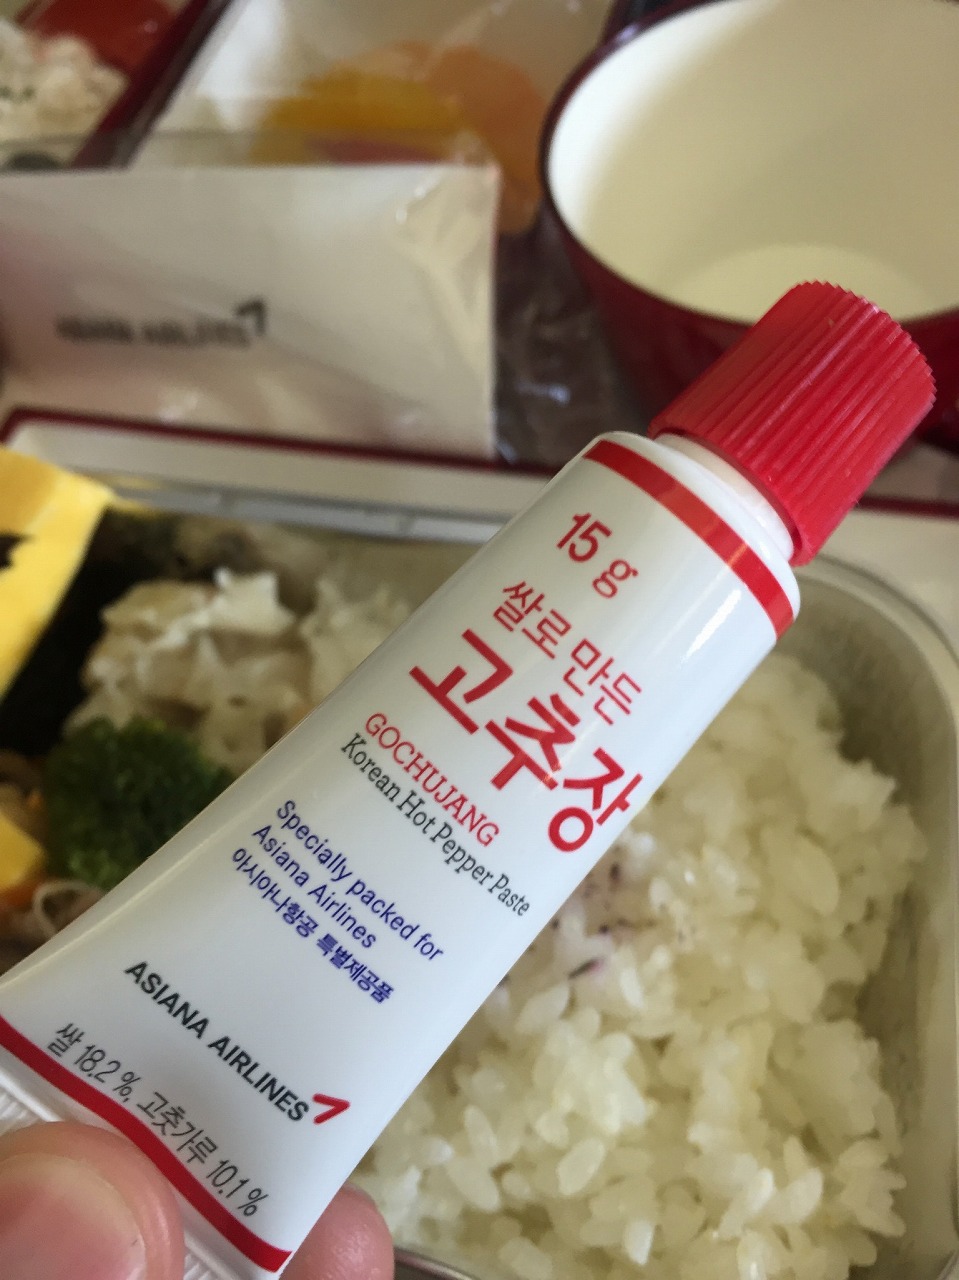 ASIANA AIRLINES
15 g
쌀로 만든
고추장
GOCHUJANG
Korean Hot Pepper Paste
Specially packed for
Asiana Airlines
아시아나항공 특별제공품
ASIANA AIRLINES
쌀 18.2 %, 고춧가루 10.1 %